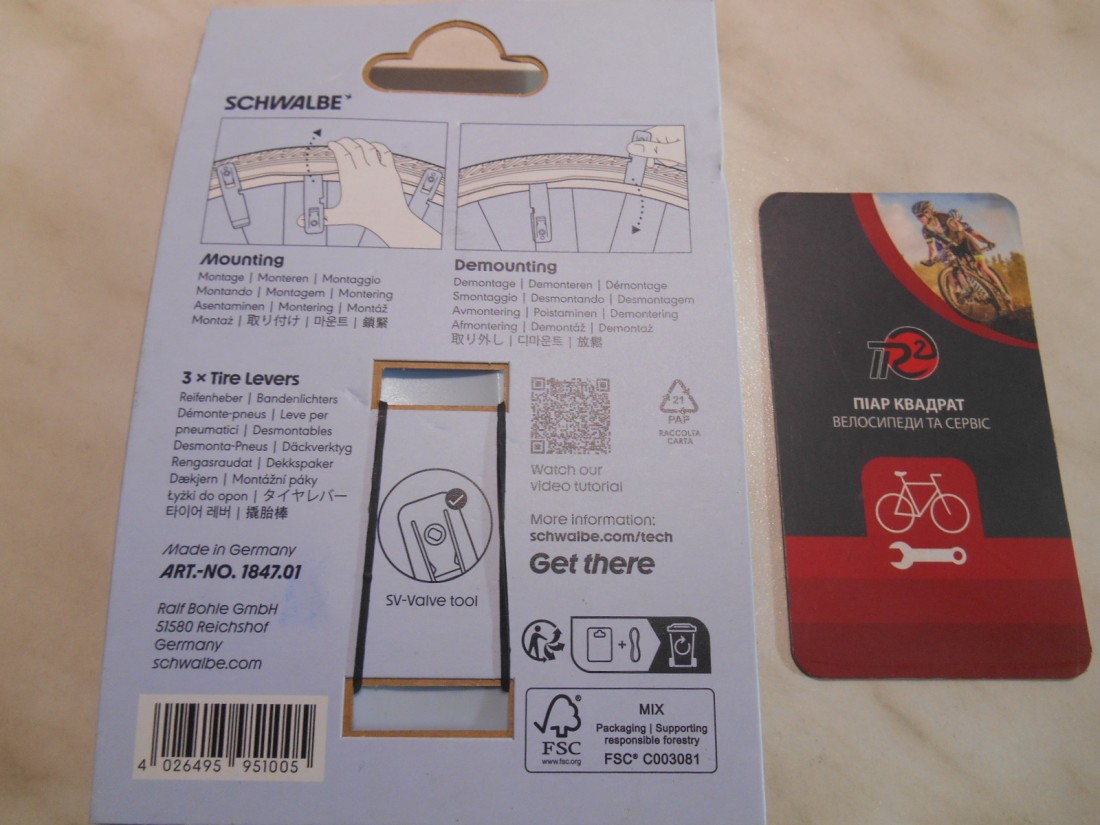 SCHWALBE
Mounting
Montage | Monteren | Montaggio
Montando | Montagem | Montering
Asentaminen | Montering | Montáž
Montaż | 取り付け | 마운트 | 鎖緊
Demounting
Demontage | Demonteren | Démontage
Smontaggio | Desmontando | Desmontagem
Avmontering | Poistaminen | Demontering
Afmontering | Demontáž | Demontaż
取り外し | 디마운트 | 放鬆
3 × Tire Levers
Reifenheber | Bandenlichters
Démonte-pneus | Leve per
pneumatici | Desmontables
Desmonta-Pneus | Däckverktyg
Rengasraudat | Dekkspaker
Dækjern | Montážní páky
Łyżki do opon | タイヤレバー
타이어 레버 | 撬胎棒
Made in Germany
ART.-NO. 1847.01
Ralf Bohle GmbH
51580 Reichshof
Germany
schwalbe.com
4 026495 951005
SV-Valve tool
21
PAP
RACCOLTA
CARTA
Watch our
video tutorial
More information:
schwalbe.com/tech
Get there
FSC
www.fsc.org
MIX
Packaging | Supporting
responsible forestry
FSC® C003081
R2
ПІАР КВАДРАТ
ВЕЛОСИПЕДИ ТА СЕРВІС